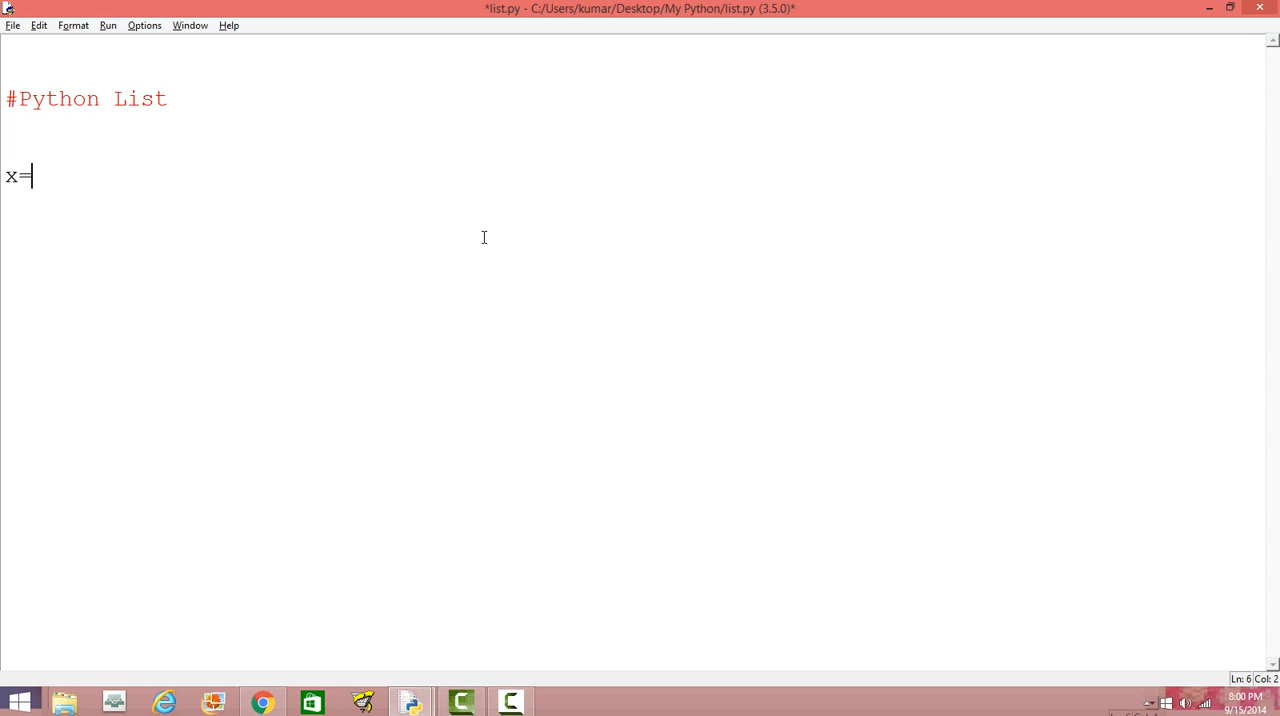 *list.py - C:/Users/kumar/Desktop/My Python/list.py (3.5.0)*
File Edit Format Run Options Window Help
#Python List
x=
Ln: 6 Col: 2
8:00 PM
9/15/2014